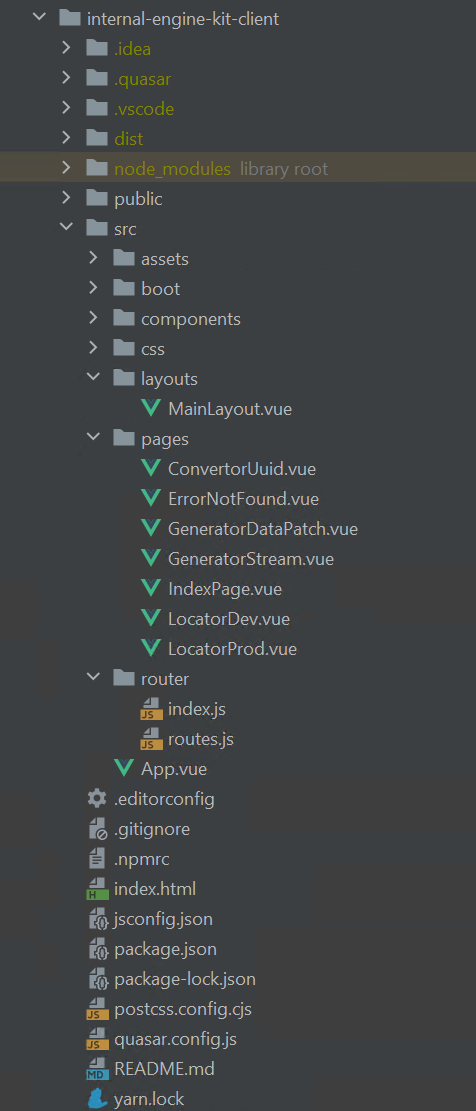 internal-engine-kit-client
.idea
.quasar
.vscode
dist
node_modules library root
public
src
assets
boot
components
css
layouts
MainLayout.vue
pages
ConvertorUuid.vue
ErrorNotFound.vue
GeneratorDataPatch.vue
GeneratorStream.vue
IndexPage.vue
LocatorDev.vue
LocatorProd.vue
router
JS index.js
JS routes.js
App.vue
.editorconfig
.gitignore
.npmrc
H index.html
{} jsconfig.json
{} package.json
{} package-lock.json
JS postcss.config.cjs
JS quasar.config.js
MD README.md
yarn.lock